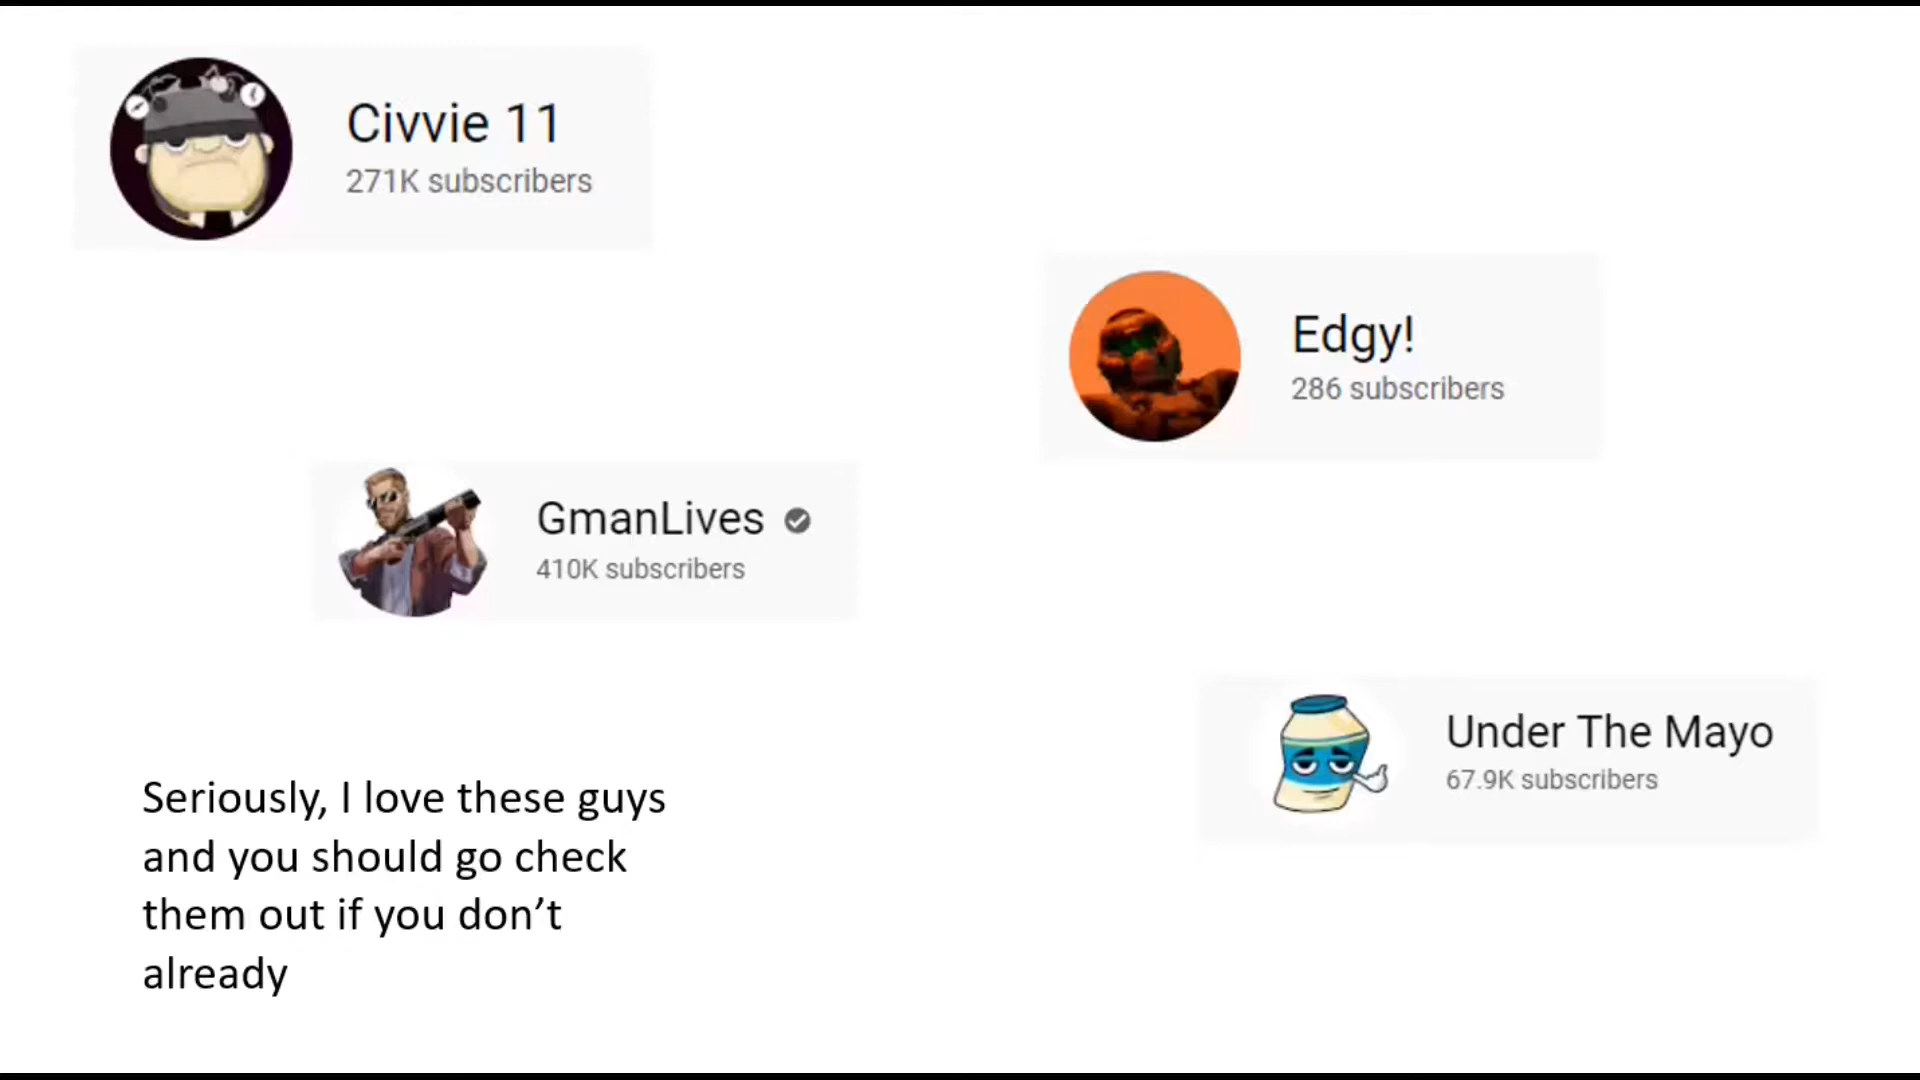 Civvie 11
271K subscribers
Edgy!
286 subscribers
GmanLives
410K subscribers
Under The Mayo
67.9K subscribers
Seriously, I love these guys
and you should go check
them out if you don’t
already